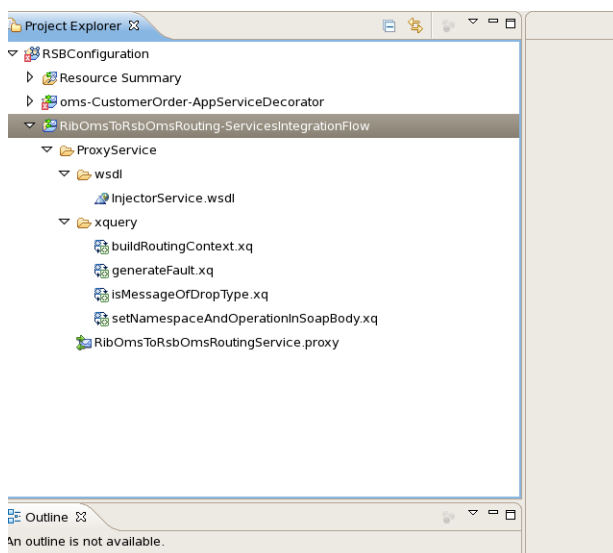 Project Explorer
RSBConfiguration
Resource Summary
oms-CustomerOrder-AppServiceDecorator
RibOmsToRsbOmsRouting-ServicesIntegrationFlow
ProxyService
wsdl
InjectorService.wsdl
xquery
buildRoutingContext.xq
generateFault.xq
isMessageOfDropType.xq
setNamespaceAndOperationInSoapBody.xq
RibOmsToRsbOmsRoutingService.proxy
Outline
An outline is not available.